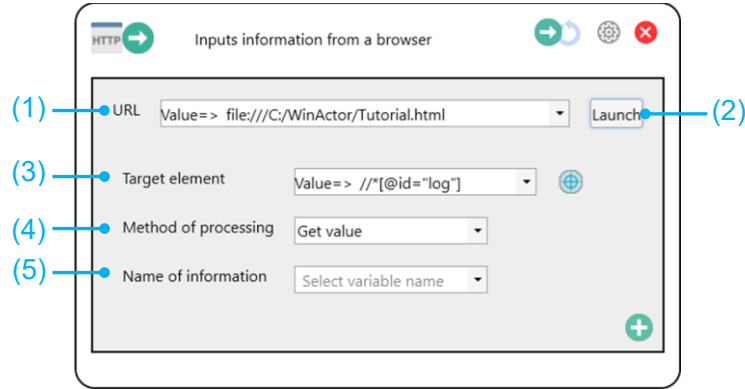 HTTP
Inputs information from a browser
(1) URL Value=> file:///C:/WinActor/Tutorial.html Launch (2)
(3) Target element Value=> //*[@id="log"]
(4) Method of processing Get value
(5) Name of information Select variable name